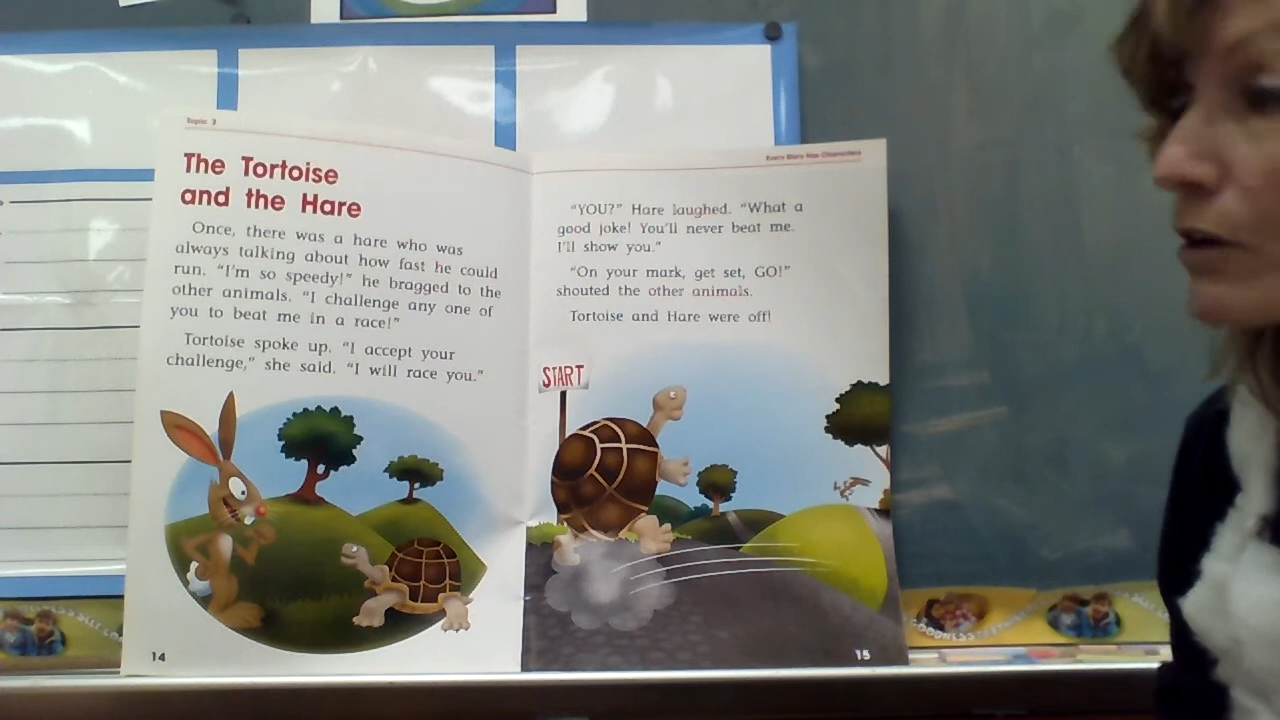 Topic 2
The Tortoise
and the Hare
Once, there was a hare who was
always talking about how fast he could
run. "I'm so speedy!" he bragged to the
other animals. "I challenge any one of
you to beat me in a race!"
Tortoise spoke up. "I accept your
challenge," she said. "I will race you."
14
Every Story Has Characters
"YOU?" Hare laughed. "What a
good joke! You'll never beat me.
I'll show you."
"On your mark, get set, GO!"
shouted the other animals.
Tortoise and Hare were off!
START
15
GOODNESS